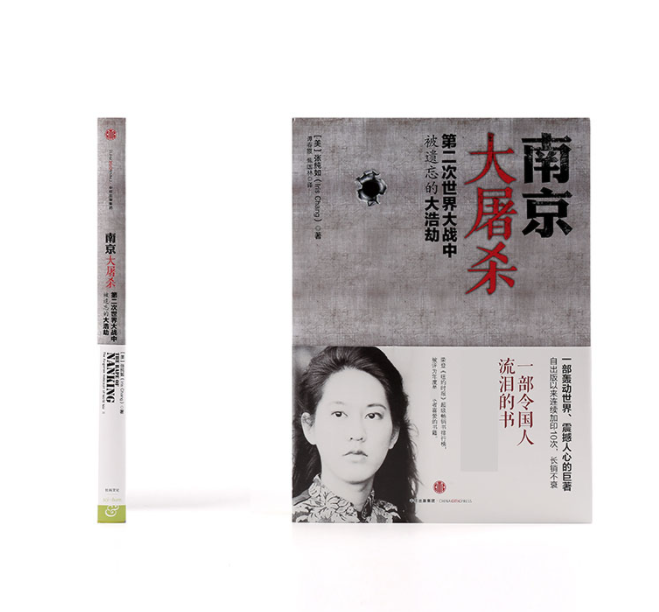 南京
大屠杀
第二次世界大战中
被遗忘的大浩劫
[美] 张纯如 (Iris Chang) ◎著
一部轰动世界、震撼人心的巨著
自出版以来连续加印10次、长销不衰
一部令国人
流泪的书
南京大屠杀
第二次世界大战中
被遗忘的大浩劫
THE RAPE OF
NANKING